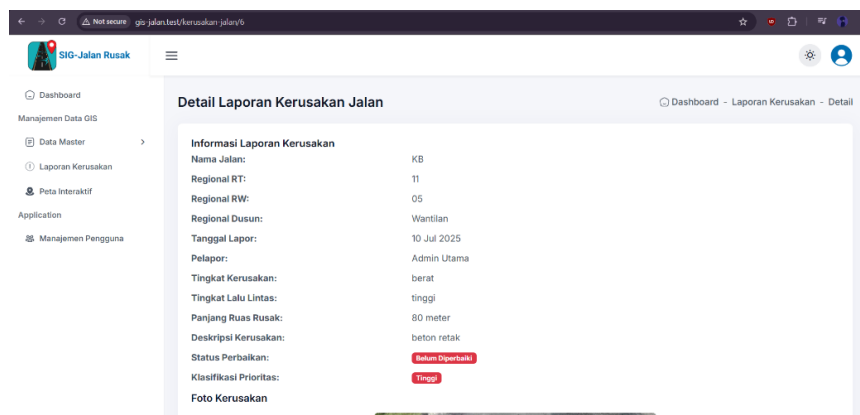 Not secure gis-jalan.test/kerusakan-jalan/6
SIG-Jalan Rusak
Dashboard
Manajemen Data GIS
Data Master
Laporan Kerusakan
Peta Interaktif
Application
Manajemen Pengguna
Detail Laporan Kerusakan Jalan
Dashboard - Laporan Kerusakan - Detail
Informasi Laporan Kerusakan
Nama Jalan: KB
Regional RT: 11
Regional RW: 05
Regional Dusun: Wantilan
Tanggal Lapor: 10 Jul 2025
Pelapor: Admin Utama
Tingkat Kerusakan: berat
Tingkat Lalu Lintas: tinggi
Panjang Ruas Rusak: 80 meter
Deskripsi Kerusakan: beton retak
Status Perbaikan: Belum Diperbaiki
Klasifikasi Prioritas: Tinggi
Foto Kerusakan